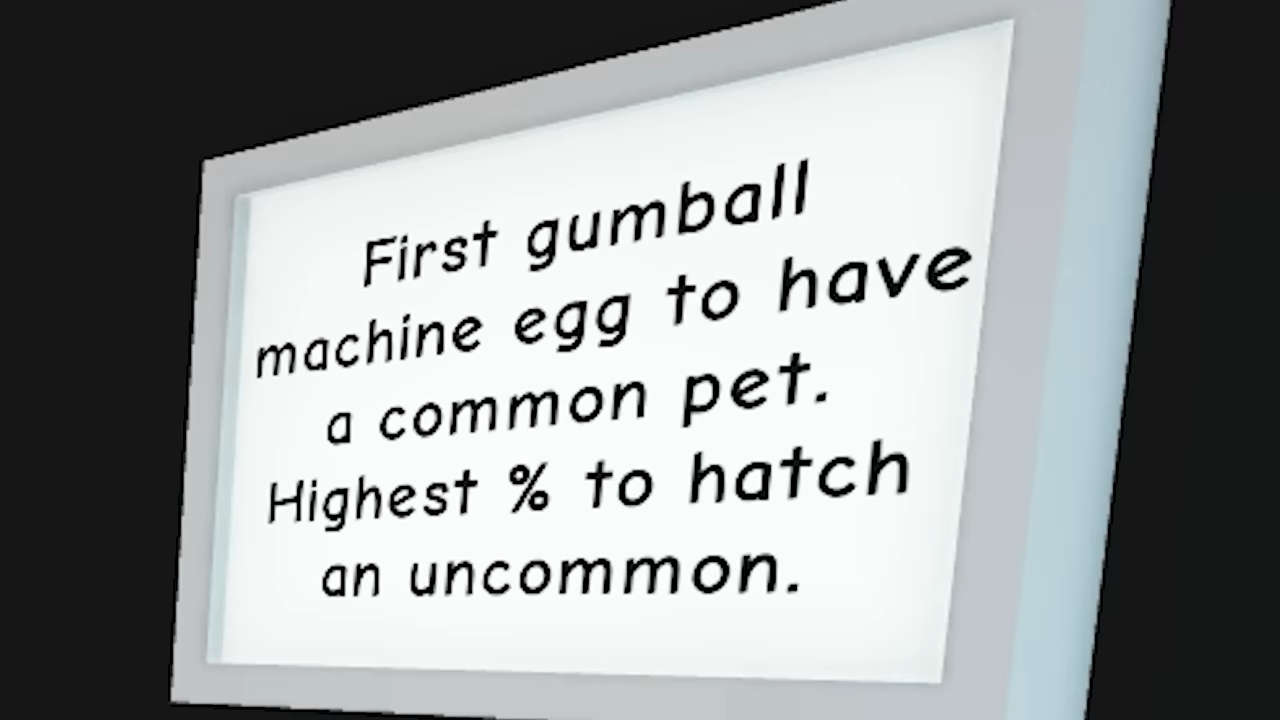 First gumball
machine egg to have
a common pet.
Highest % to hatch
an uncommon.